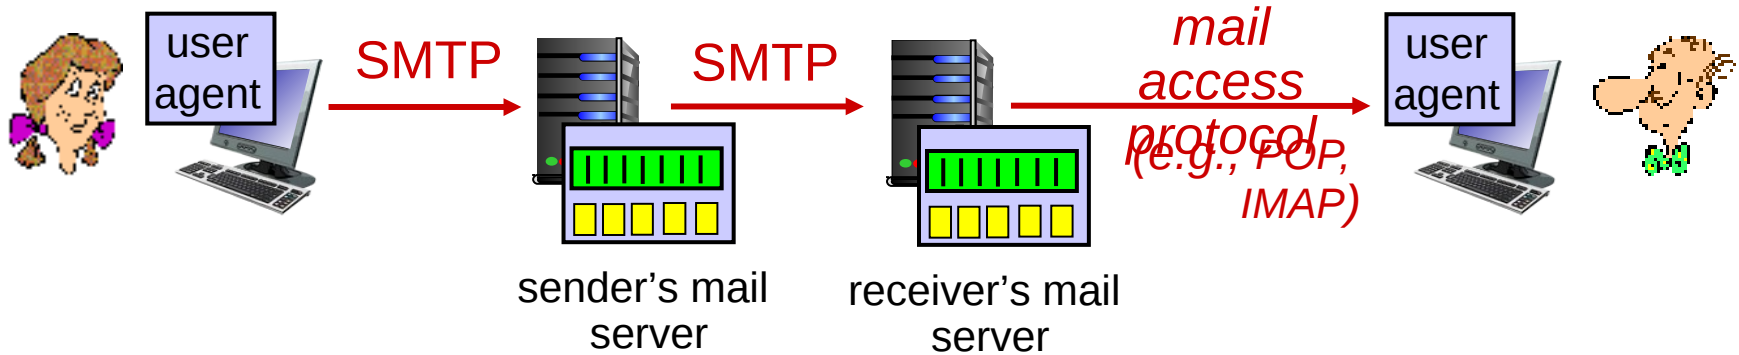 user
agent
SMTP
sender’s mail
server
SMTP
receiver’s mail
server
mail
access
protocol
(e.g., POP,
IMAP)
user
agent